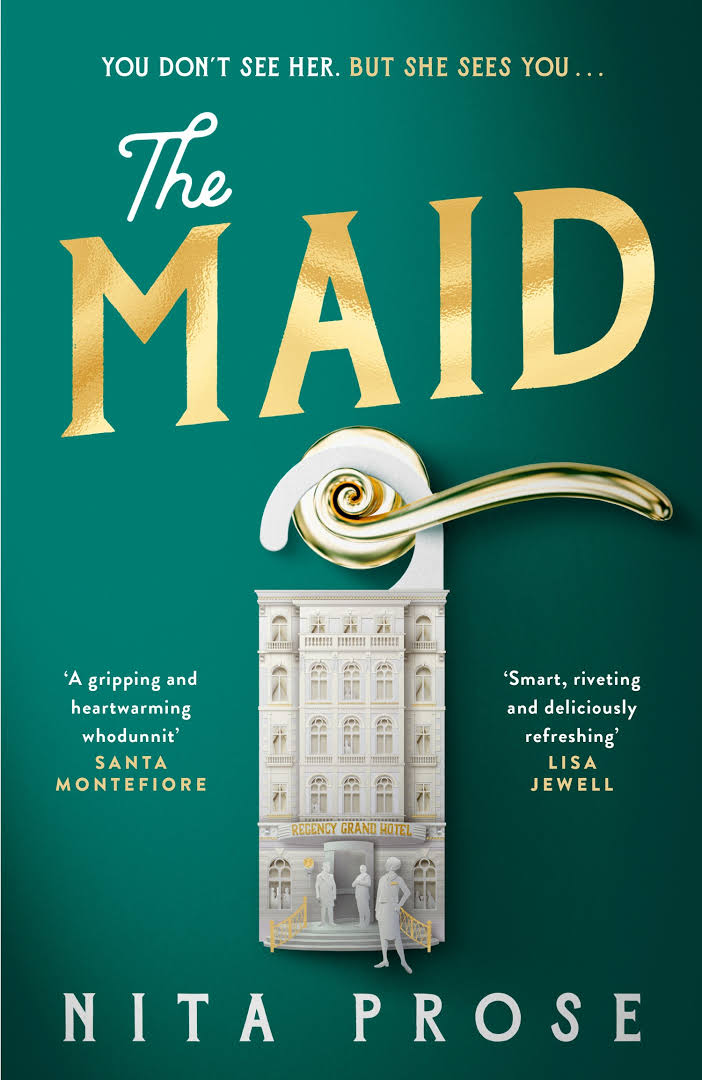 YOU DON'T SEE HER. BUT SHE SEES YOU...
The
MAID
'A gripping and
heartwarming
whodunnit'
SANTA
MONTEFIORE
'Smart, riveting
and deliciously
refreshing'
LISA
JEWELL
REGENCY GRAND HOTEL
NITA PROSE